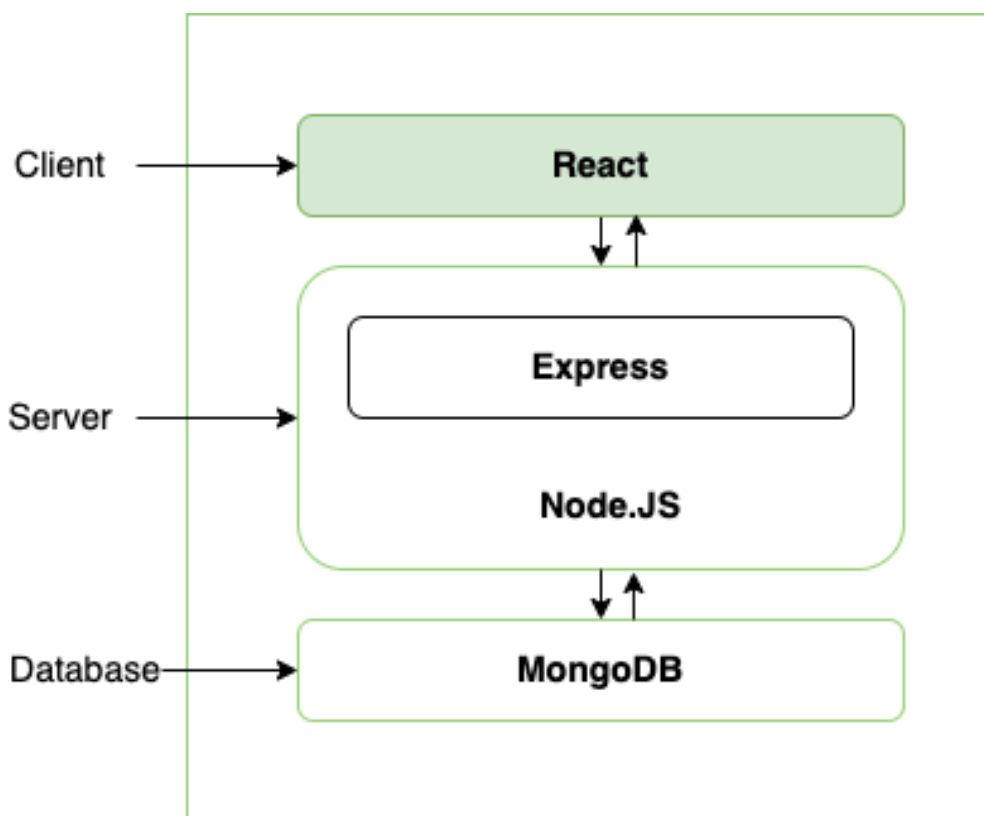 Client
React
Express
Server
Node.JS
Database
MongoDB